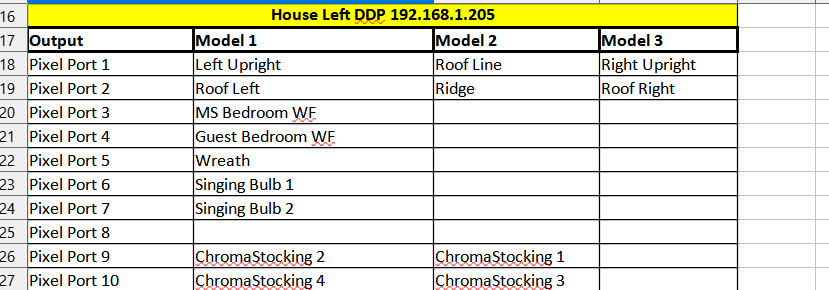 16 House Left DDP 192.168.1.205
17 Output Model 1 Model 2 Model 3
18 Pixel Port 1 Left Upright Roof Line Right Upright
19 Pixel Port 2 Roof Left Ridge Roof Right
20 Pixel Port 3 MS Bedroom WF
21 Pixel Port 4 Guest Bedroom WF
22 Pixel Port 5 Wreath
23 Pixel Port 6 Singing Bulb 1
24 Pixel Port 7 Singing Bulb 2
25 Pixel Port 8
26 Pixel Port 9 ChromaStocking 2 ChromaStocking 1
27 Pixel Port 10 ChromaStocking 4 ChromaStocking 3